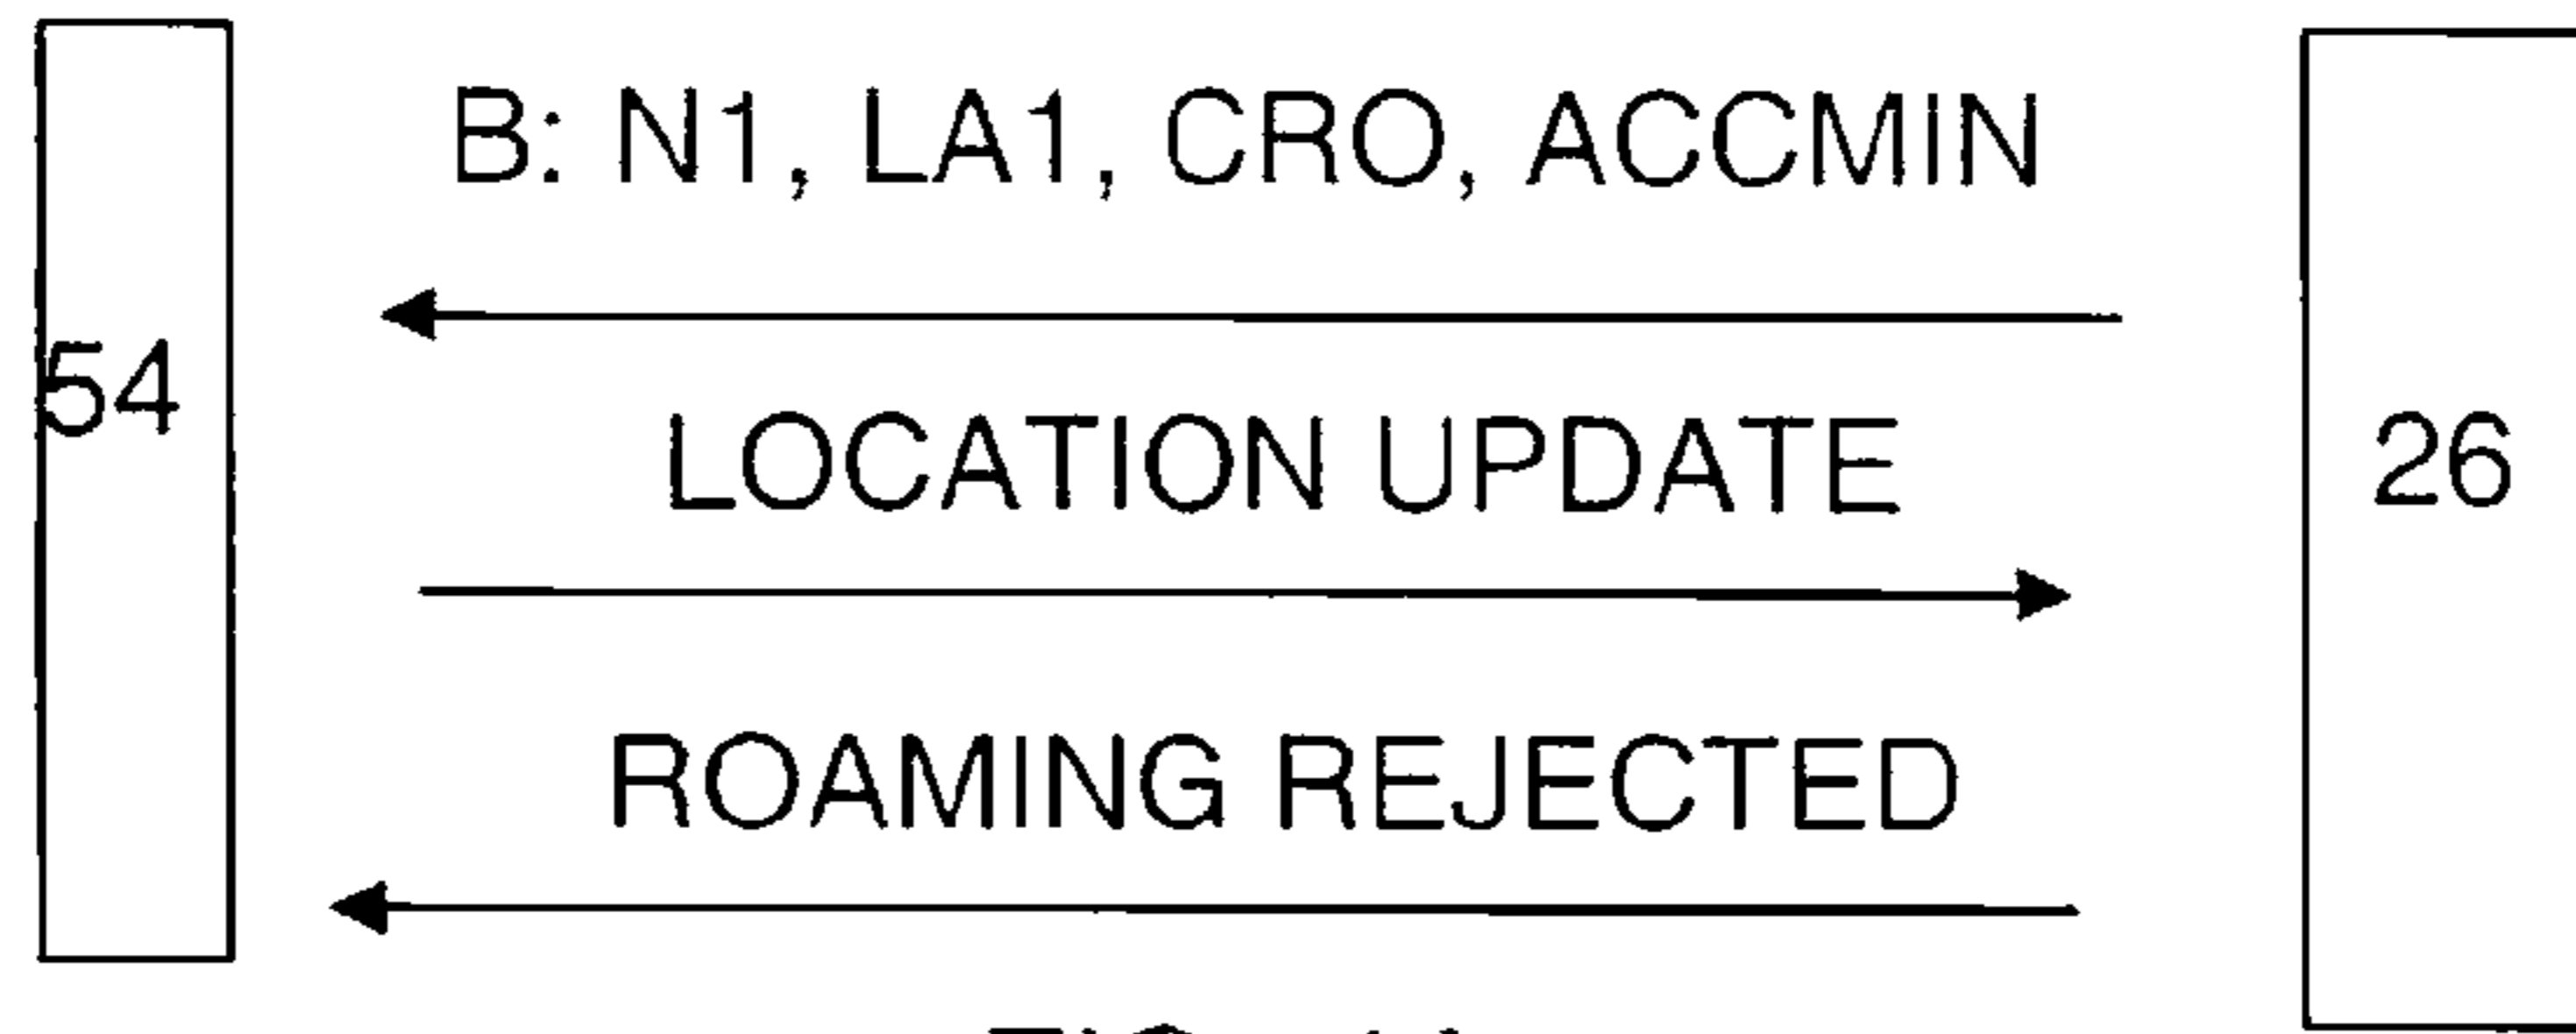 B: N1, LA1, CRO, ACCMIN
54
LOCATION UPDATE
26
ROAMING REJECTED